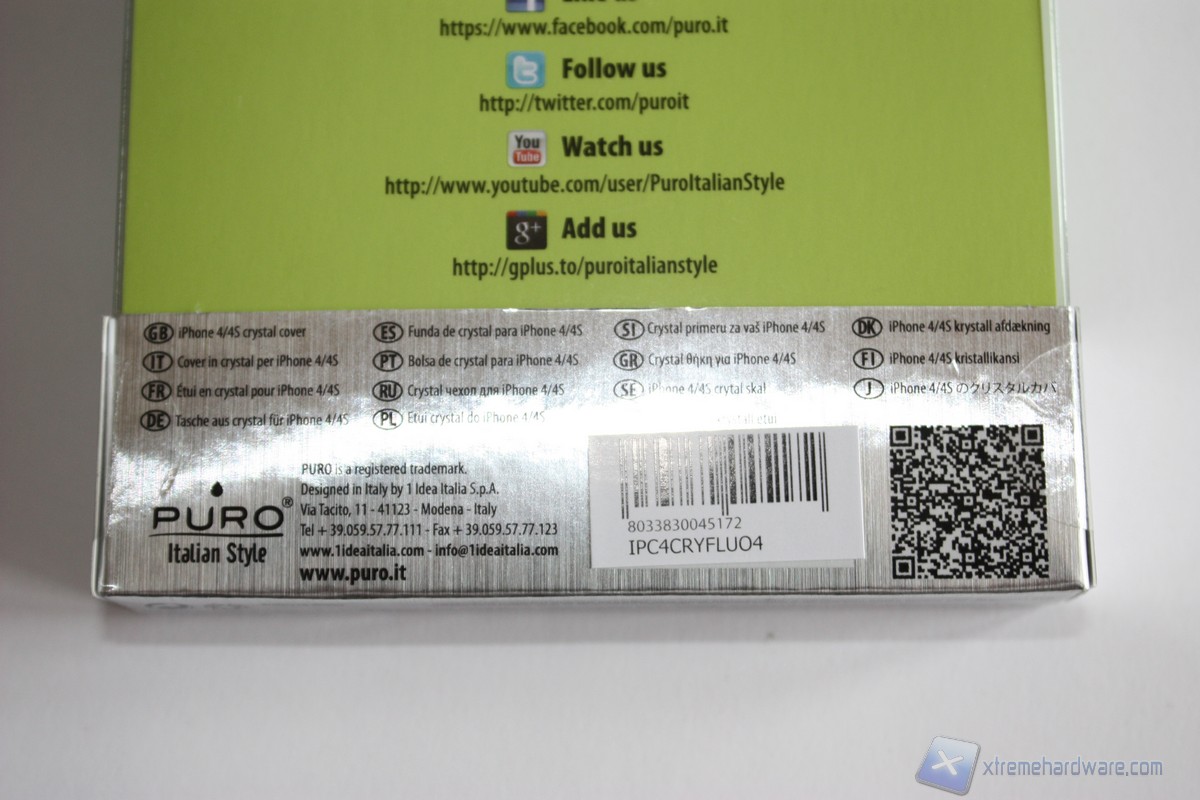 https://www.facebook.com/puro.it
Follow us
http://twitter.com/puroit
You
Tube
Watch us
http://www.youtube.com/user/PuroItalianStyle
g+
Add us
http://gplus.to/puroitalianstyle
GB iPhone 4/4S crystal cover
IT Cover in crystal per iPhone 4/4S
FR Étui en crystal pour iPhone 4/4S
DE Tasche aus crystal für iPhone 4/4S
ES Funda de crystal para iPhone 4/4S
PT Bolsa de crystal para iPhone 4/4S
RU Crystal чехол для iPhone 4/4S
PL Etui crystal do iPhone 4/4S
SI Crystal primeru za vaš iPhone 4/4S
GR Crystal θήκη για iPhone 4/4S
SE iPhone 4/4S crytal skal
etui
DK iPhone 4/4S krystall afdækning
FI iPhone 4/4S kristallikansi
J iPhone 4/4S のクリスタルカバ
PURO®
Italian Style
PURO is a registered trademark.
Designed in Italy by 1 Idea Italia S.p.A.
Via Tacito, 11 - 41123 - Modena - Italy
Tel + 39.059.57.77.111 - Fax + 39.059.57.77.123
www.1ideaitalia.com - info@1ideaitalia.com
www.puro.it
8033830045172
IPC4CRYFLUO4
xtremehardware.com